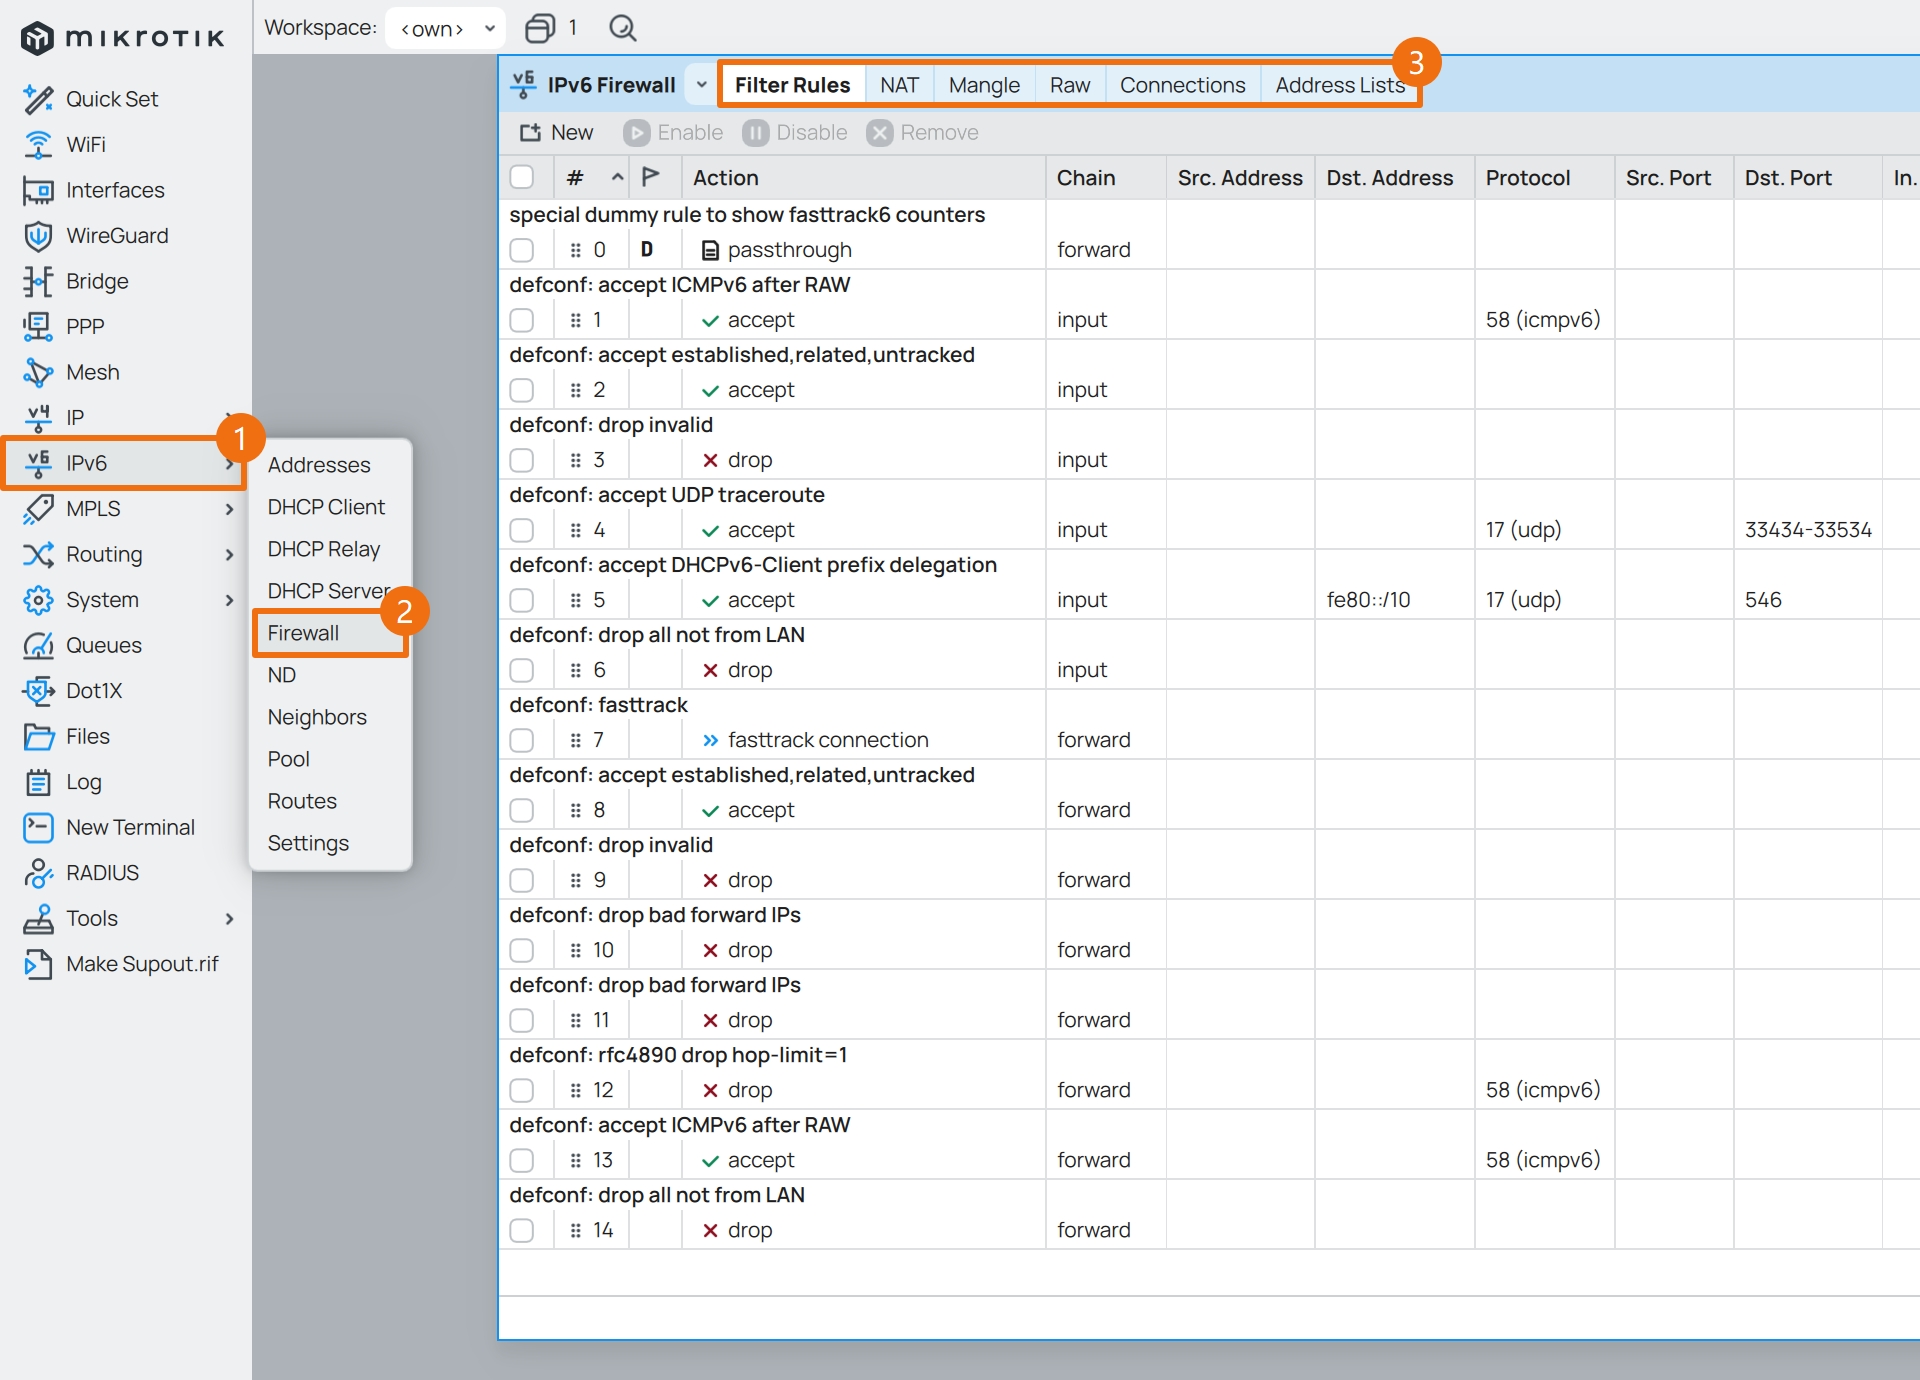 mikrotik
Workspace: <own> 1
Quick Set
WiFi
Interfaces
WireGuard
Bridge
PPP
Mesh
v4 IP
v6 IPv6
MPLS
Routing
System
Queues
Dot1X
Files
Log
New Terminal
RADIUS
Tools
Make Supout.rif
1
Addresses
DHCP Client
DHCP Relay
DHCP Server
Firewall
ND
Neighbors
Pool
Routes
Settings
2
v6 IPv6 Firewall Filter Rules NAT Mangle Raw Connections Address Lists
3
New Enable Disable Remove
# Action Chain Src. Address Dst. Address Protocol Src. Port Dst. Port In.
special dummy rule to show fasttrack6 counters
0 D passthrough forward
defconf: accept ICMPv6 after RAW
1 accept input 58 (icmpv6)
defconf: accept established,related,untracked
2 accept input
defconf: drop invalid
3 drop input
defconf: accept UDP traceroute
4 accept input 17 (udp) 33434-33534
defconf: accept DHCPv6-Client prefix delegation
5 accept input fe80::/10 17 (udp) 546
defconf: drop all not from LAN
6 drop input
defconf: fasttrack
7 fasttrack connection forward
defconf: accept established,related,untracked
8 accept forward
defconf: drop invalid
9 drop forward
defconf: drop bad forward IPs
10 drop forward
defconf: drop bad forward IPs
11 drop forward
defconf: rfc4890 drop hop-limit=1
12 drop forward 58 (icmpv6)
defconf: accept ICMPv6 after RAW
13 accept forward 58 (icmpv6)
defconf: drop all not from LAN
14 drop forward